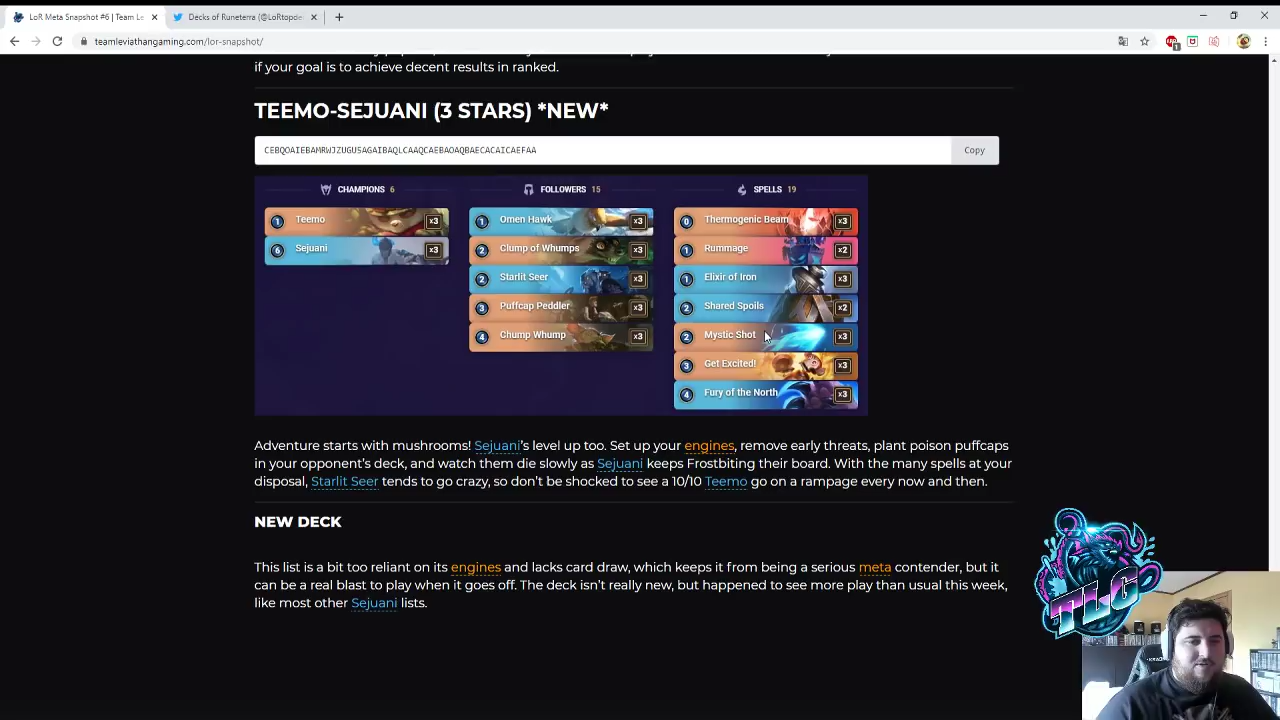 LoR Meta Snapshot #6 | Team Le
Decks of Runeterra (@LoRtopdec
teamleviathangaming.com/lor-snapshot/
if your goal is to achieve decent results in ranked.
TEEMO-SEJUANI (3 STARS) *NEW*
CEBQOAIEBAMRWJZUGU5AGAIBAQLCAAQCAEBAOAQBAECACAICAEFAA
Copy
CHAMPIONS 6
FOLLOWERS 15
SPELLS 19
1 Teemo x3
1 Omen Hawk x3
0 Thermogenic Beam x3
6 Sejuani x3
2 Clump of Whumps x3
1 Rummage x2
2 Starlit Seer x3
1 Elixir of Iron x3
3 Puffcap Peddler x3
2 Shared Spoils x2
4 Chump Whump x3
2 Mystic Shot x3
3 Get Excited! x3
4 Fury of the North x3
Adventure starts with mushrooms! Sejuani's level up too. Set up your engines, remove early threats, plant poison puffcaps
in your opponent's deck, and watch them die slowly as Sejuani keeps Frostbiting their board. With the many spells at your
disposal, Starlit Seer tends to go crazy, so don't be shocked to see a 10/10 Teemo go on a rampage every now and then.
NEW DECK
This list is a bit too reliant on its engines and lacks card draw, which keeps it from being a serious meta contender, but it
can be a real blast to play when it goes off. The deck isn't really new, but happened to see more play than usual this week,
like most other Sejuani lists.
TLG